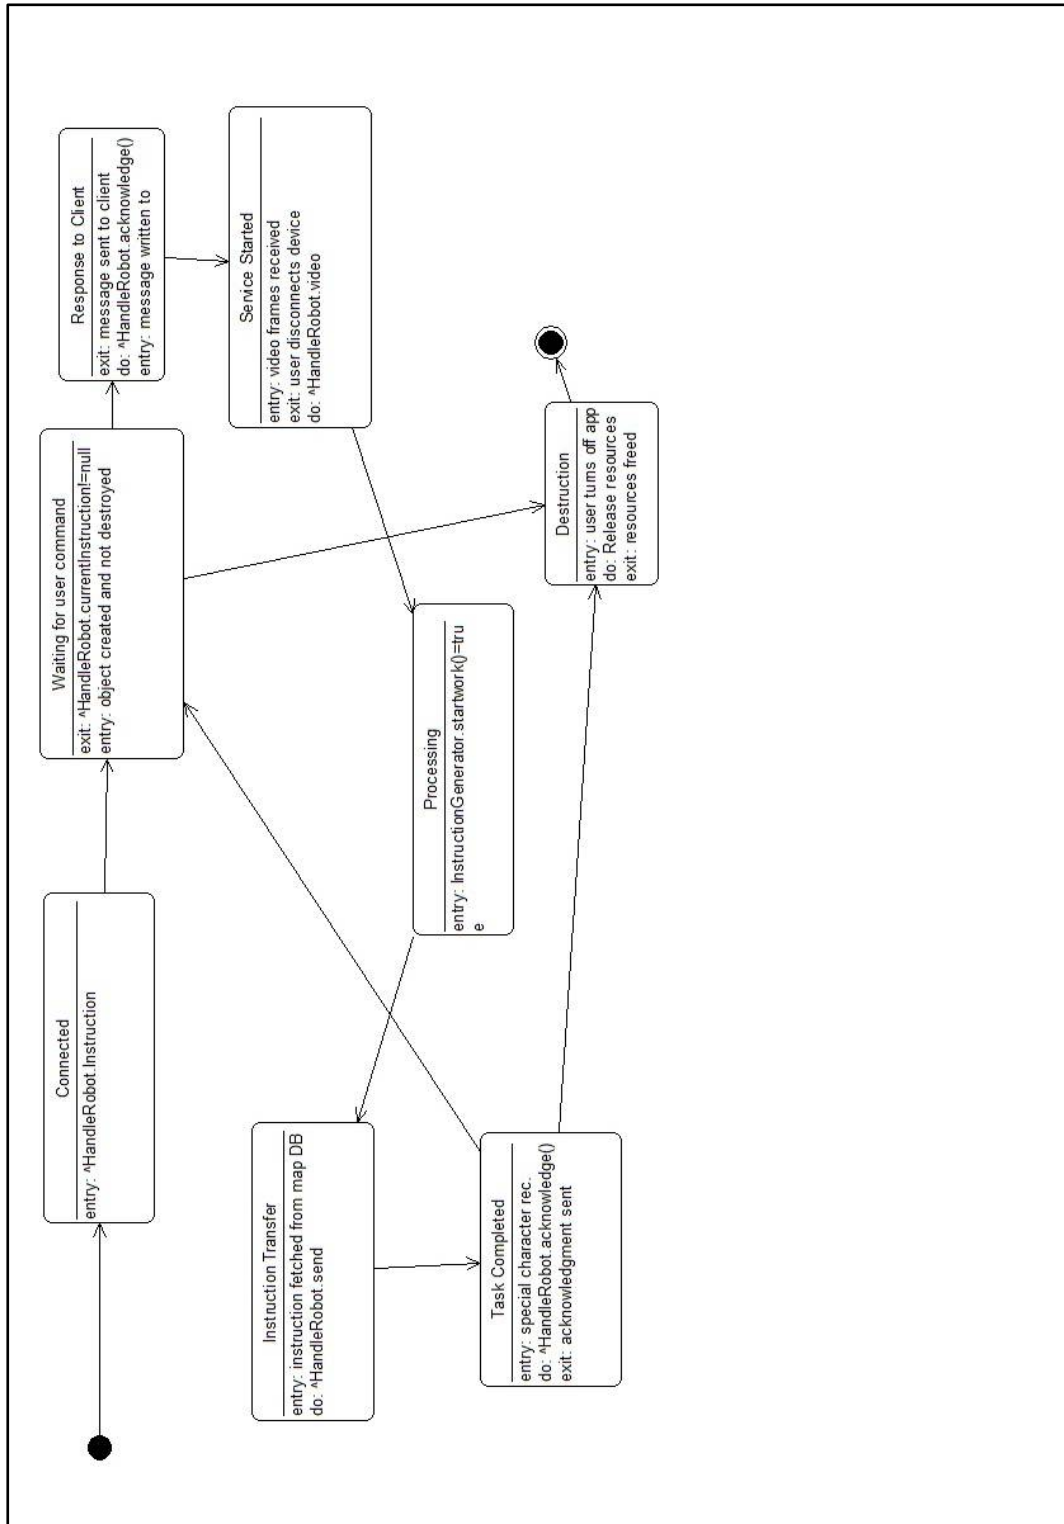 Connected
entry: ^HandleRobot.Instruction
Waiting for user command
exit: ^HandleRobot.currentInstruction!=null
entry: object created and not destroyed
Response to Client
exit: message sent to client
do: ^HandleRobot.acknowledge()
entry: message written to
Service Started
entry: video frames received
exit: user disconnects device
do: ^HandleRobot.video
Processing
entry: InstructionGenerator.startwork()=tru
e
Instruction Transfer
entry: instruction fetched from map DB
do: ^HandleRobot.send
Task Completed
entry: special character rec.
do: ^HandleRobot.acknowledge()
exit: acknowledgment sent
Destruction
entry: user turns off app
do: Release resources
exit: resources freed